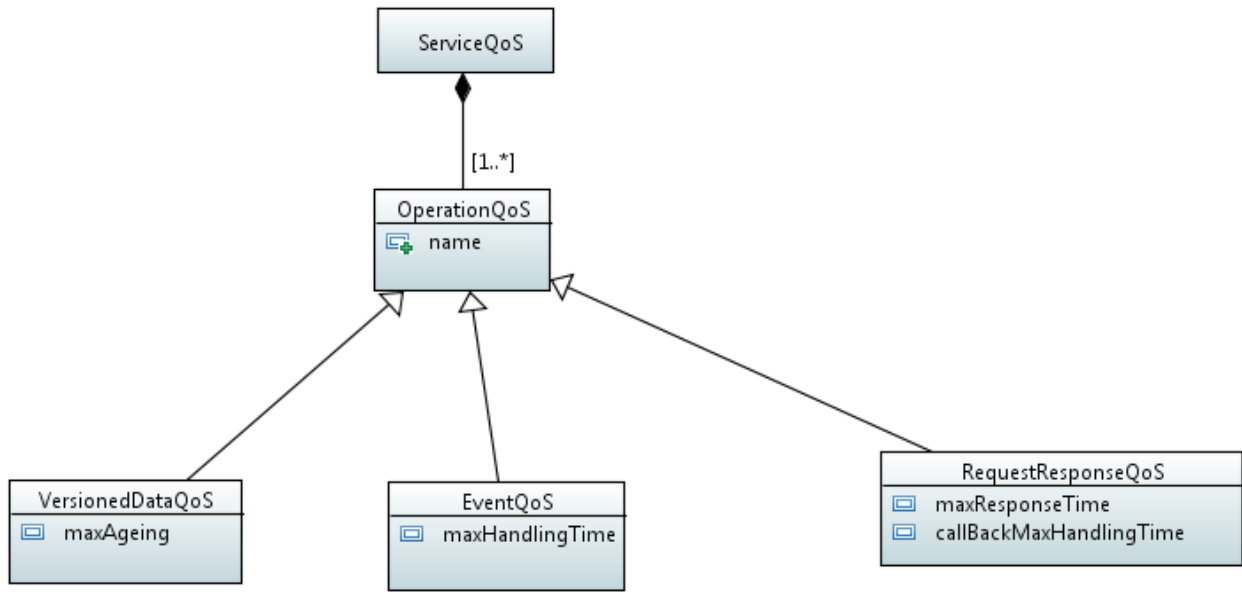 ServiceQoS
[1..*]
OperationQoS
name
VersionedDataQoS
maxAgeing
EventQoS
maxHandlingTime
RequestResponseQoS
maxResponseTime
callBackMaxHandlingTime